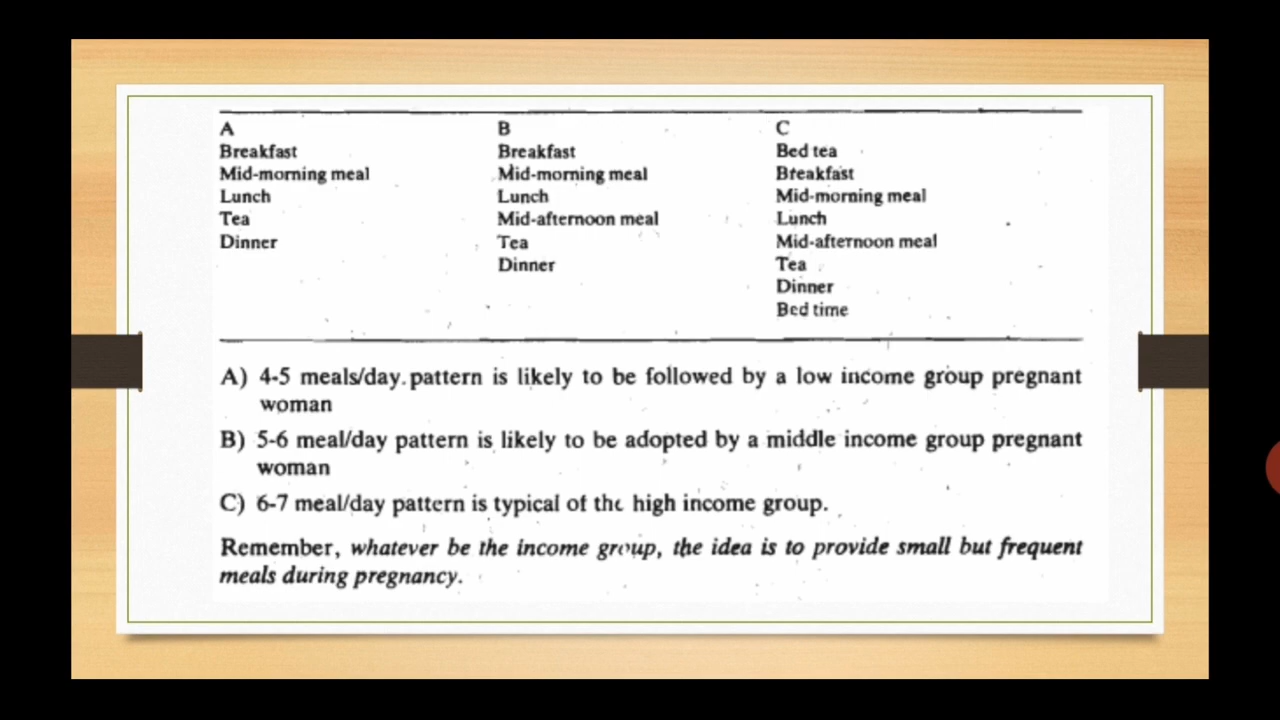 A B C
Breakfast Breakfast Bed tea
Mid-morning meal Mid-morning meal Breakfast
Lunch Lunch Mid-morning meal
Tea Mid-afternoon meal Lunch
Dinner Tea Mid-afternoon meal
Dinner Tea
Dinner
Bed time
A) 4-5 meals/day. pattern is likely to be followed by a low income group pregnant
woman
B) 5-6 meal/day pattern is likely to be adopted by a middle income group pregnant
woman
C) 6-7 meal/day pattern is typical of the high income group.
Remember, whatever be the income group, the idea is to provide small but frequent
meals during pregnancy.